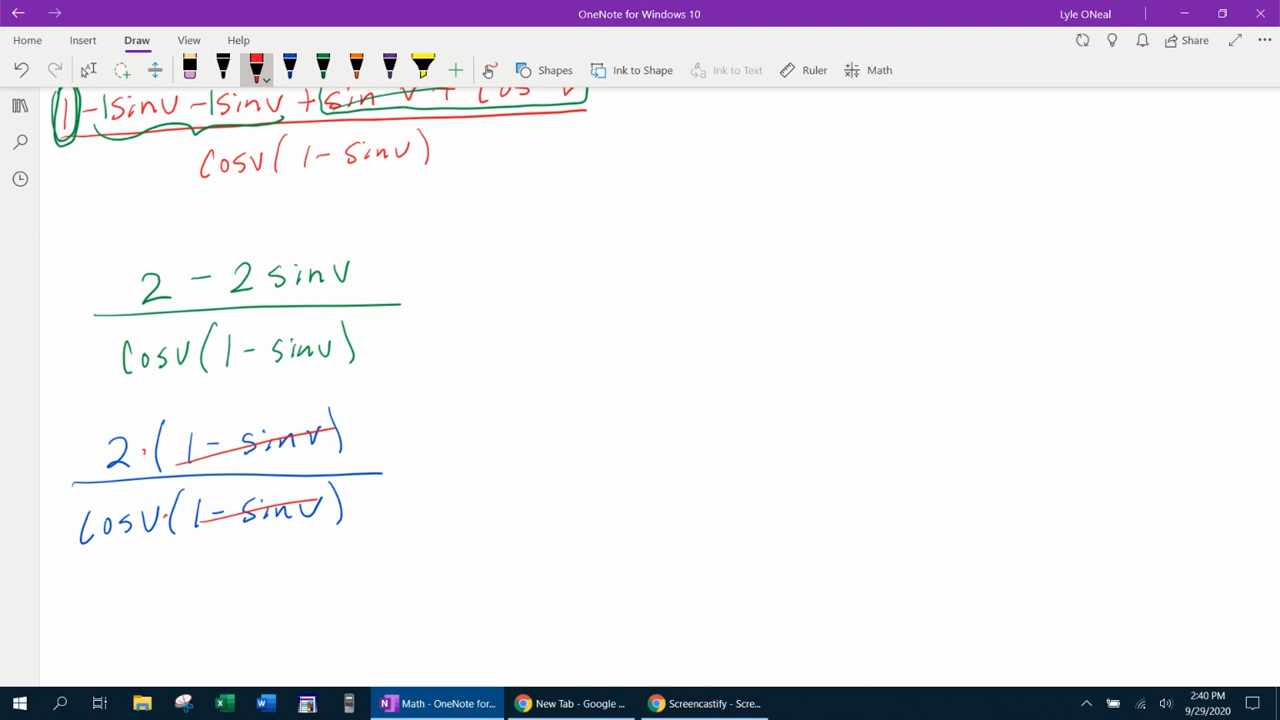 OneNote for Windows 10
Lyle ONeal
Home Insert Draw View Help
Shapes Ink to Shape Ink to Text Ruler Math Share
1 - 1sinv - 1sinv + sin v + cos v
cosv(1 - sinv)
2 - 2 sinv
cosv(1 - sinv)
2 · (1 - sinv)
cosv · (1 - sinv)
Math - OneNote for...
New Tab - Google ...
Screencastify - Scre...
2:40 PM
9/29/2020